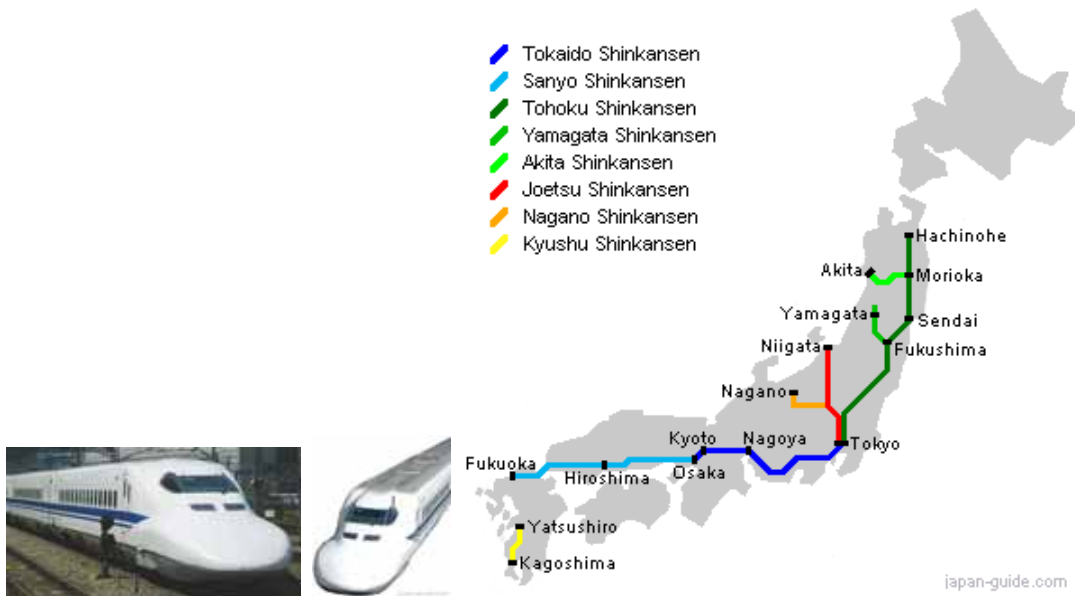 Tokaido Shinkansen
Sanyo Shinkansen
Tohoku Shinkansen
Yamagata Shinkansen
Akita Shinkansen
Joetsu Shinkansen
Nagano Shinkansen
Kyushu Shinkansen
Hachinohe
Akita
Morioka
Yamagata
Sendai
Niigata
Fukushima
Nagano
Kyoto
Nagoya
Tokyo
Fukuoka
Hiroshima
Osaka
Yatsushiro
Kagoshima
japan-guide.com